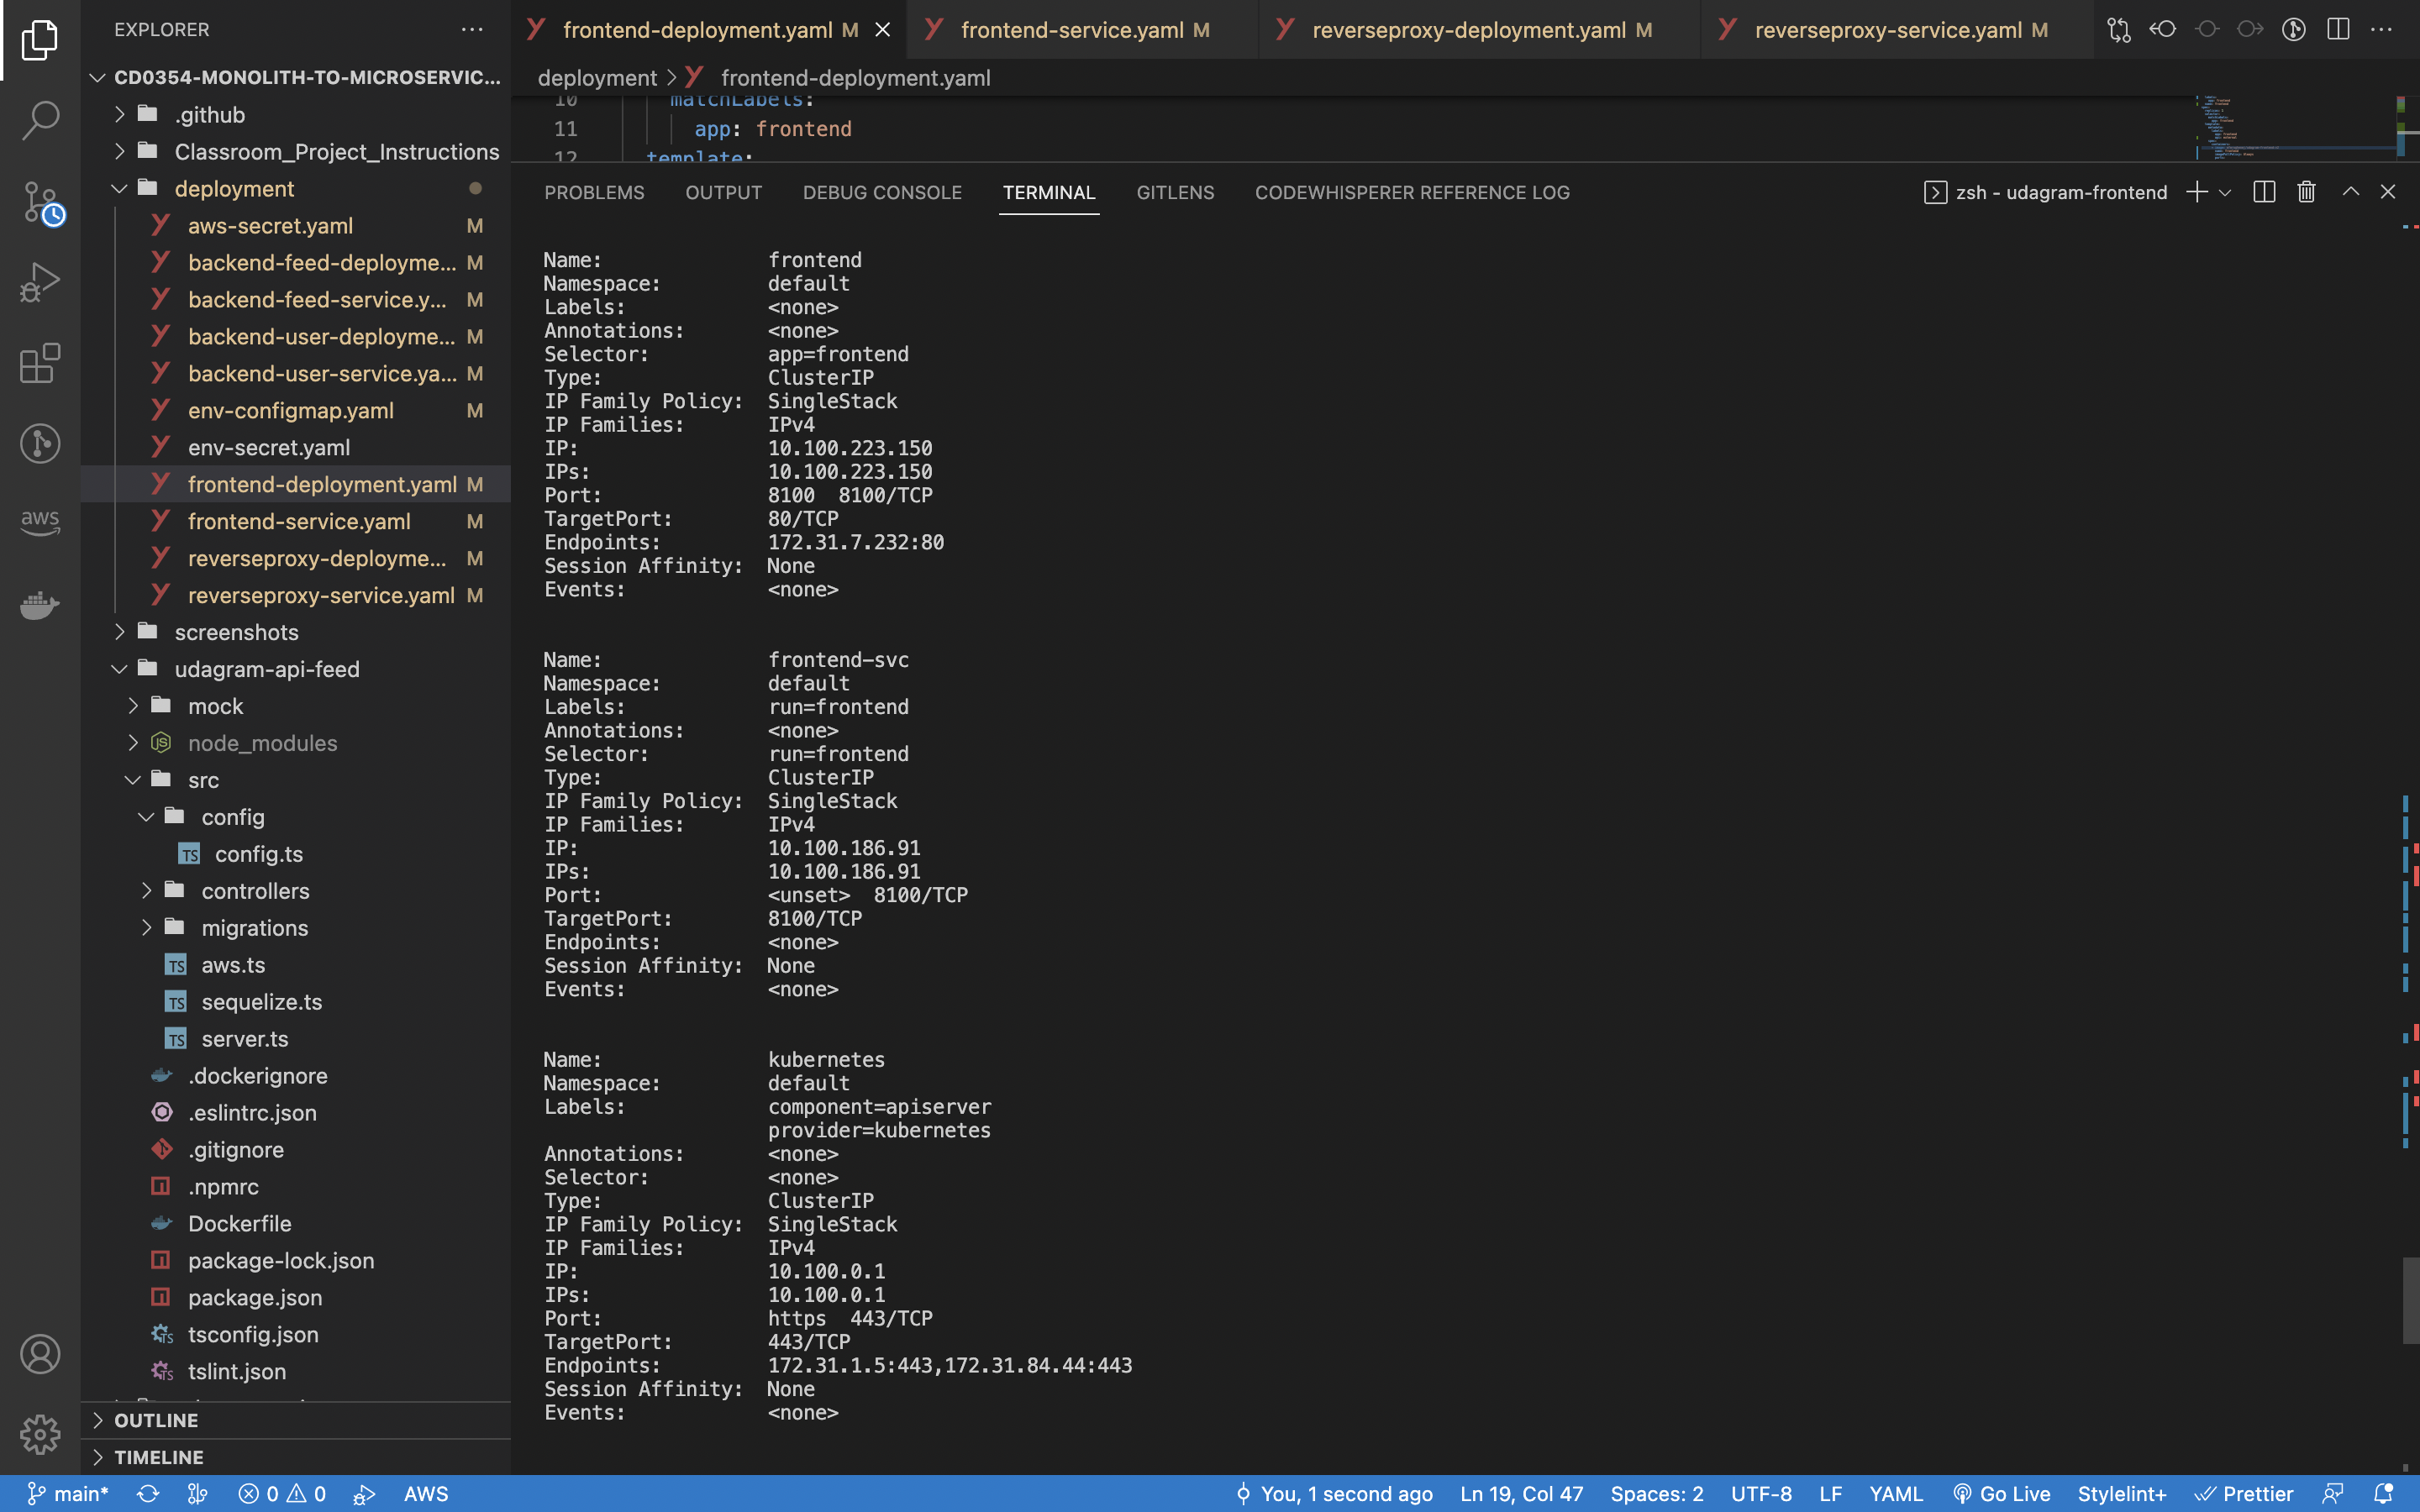 EXPLORER
CD0354-MONOLITH-TO-MICROSERVIC...
.github
Classroom_Project_Instructions
deployment
aws-secret.yaml M
backend-feed-deployme... M
backend-feed-service.y... M
backend-user-deployme... M
backend-user-service.ya... M
env-configmap.yaml M
env-secret.yaml
frontend-deployment.yaml M
frontend-service.yaml M
reverseproxy-deployme... M
reverseproxy-service.yaml M
screenshots
udagram-api-feed
mock
node_modules
src
config
TS config.ts
controllers
migrations
TS aws.ts
TS sequelize.ts
TS server.ts
.dockerignore
.eslintrc.json
.gitignore
.npmrc
Dockerfile
package-lock.json
package.json
tsconfig.json
tslint.json
OUTLINE
TIMELINE
aws
frontend-deployment.yaml M
frontend-service.yaml M
reverseproxy-deployment.yaml M
reverseproxy-service.yaml M
deployment > frontend-deployment.yaml
10 matchLabels:
11 app: frontend
12 template:
PROBLEMS OUTPUT DEBUG CONSOLE TERMINAL GITLENS CODEWHISPERER REFERENCE LOG
zsh - udagram-frontend
Name: frontend
Namespace: default
Labels: <none>
Annotations: <none>
Selector: app=frontend
Type: ClusterIP
IP Family Policy: SingleStack
IP Families: IPv4
IP: 10.100.223.150
IPs: 10.100.223.150
Port: 8100 8100/TCP
TargetPort: 80/TCP
Endpoints: 172.31.7.232:80
Session Affinity: None
Events: <none>
Name: frontend-svc
Namespace: default
Labels: run=frontend
Annotations: <none>
Selector: run=frontend
Type: ClusterIP
IP Family Policy: SingleStack
IP Families: IPv4
IP: 10.100.186.91
IPs: 10.100.186.91
Port: <unset> 8100/TCP
TargetPort: 8100/TCP
Endpoints: <none>
Session Affinity: None
Events: <none>
Name: kubernetes
Namespace: default
Labels: component=apiserver
provider=kubernetes
Annotations: <none>
Selector: <none>
Type: ClusterIP
IP Family Policy: SingleStack
IP Families: IPv4
IP: 10.100.0.1
IPs: 10.100.0.1
Port: https 443/TCP
TargetPort: 443/TCP
Endpoints: 172.31.1.5:443,172.31.84.44:443
Session Affinity: None
Events: <none>
main* 0 0 AWS You, 1 second ago Ln 19, Col 47 Spaces: 2 UTF-8 LF YAML Go Live Stylelint+ Prettier